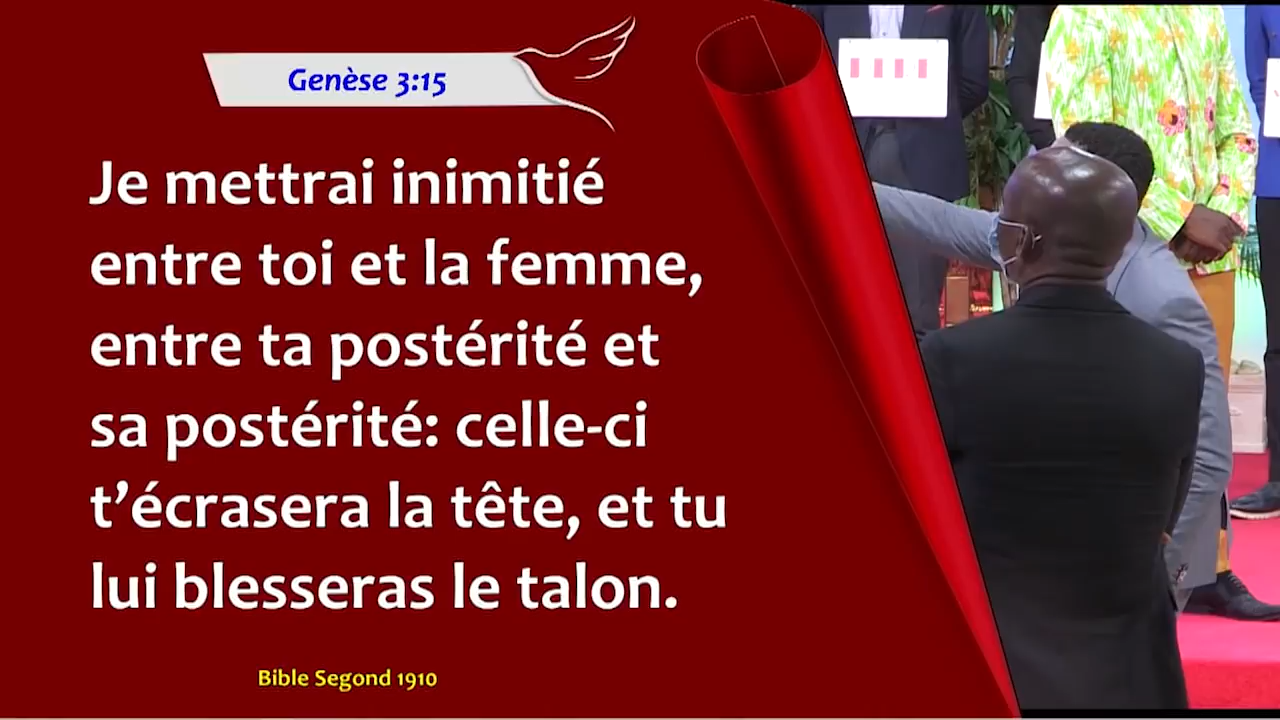 Genèse 3:15
Je mettrai inimitié
entre toi et la femme,
entre ta postérité et
sa postérité: celle-ci
t’écrasera la tête, et tu
lui blesseras le talon.
Bible Segond 1910